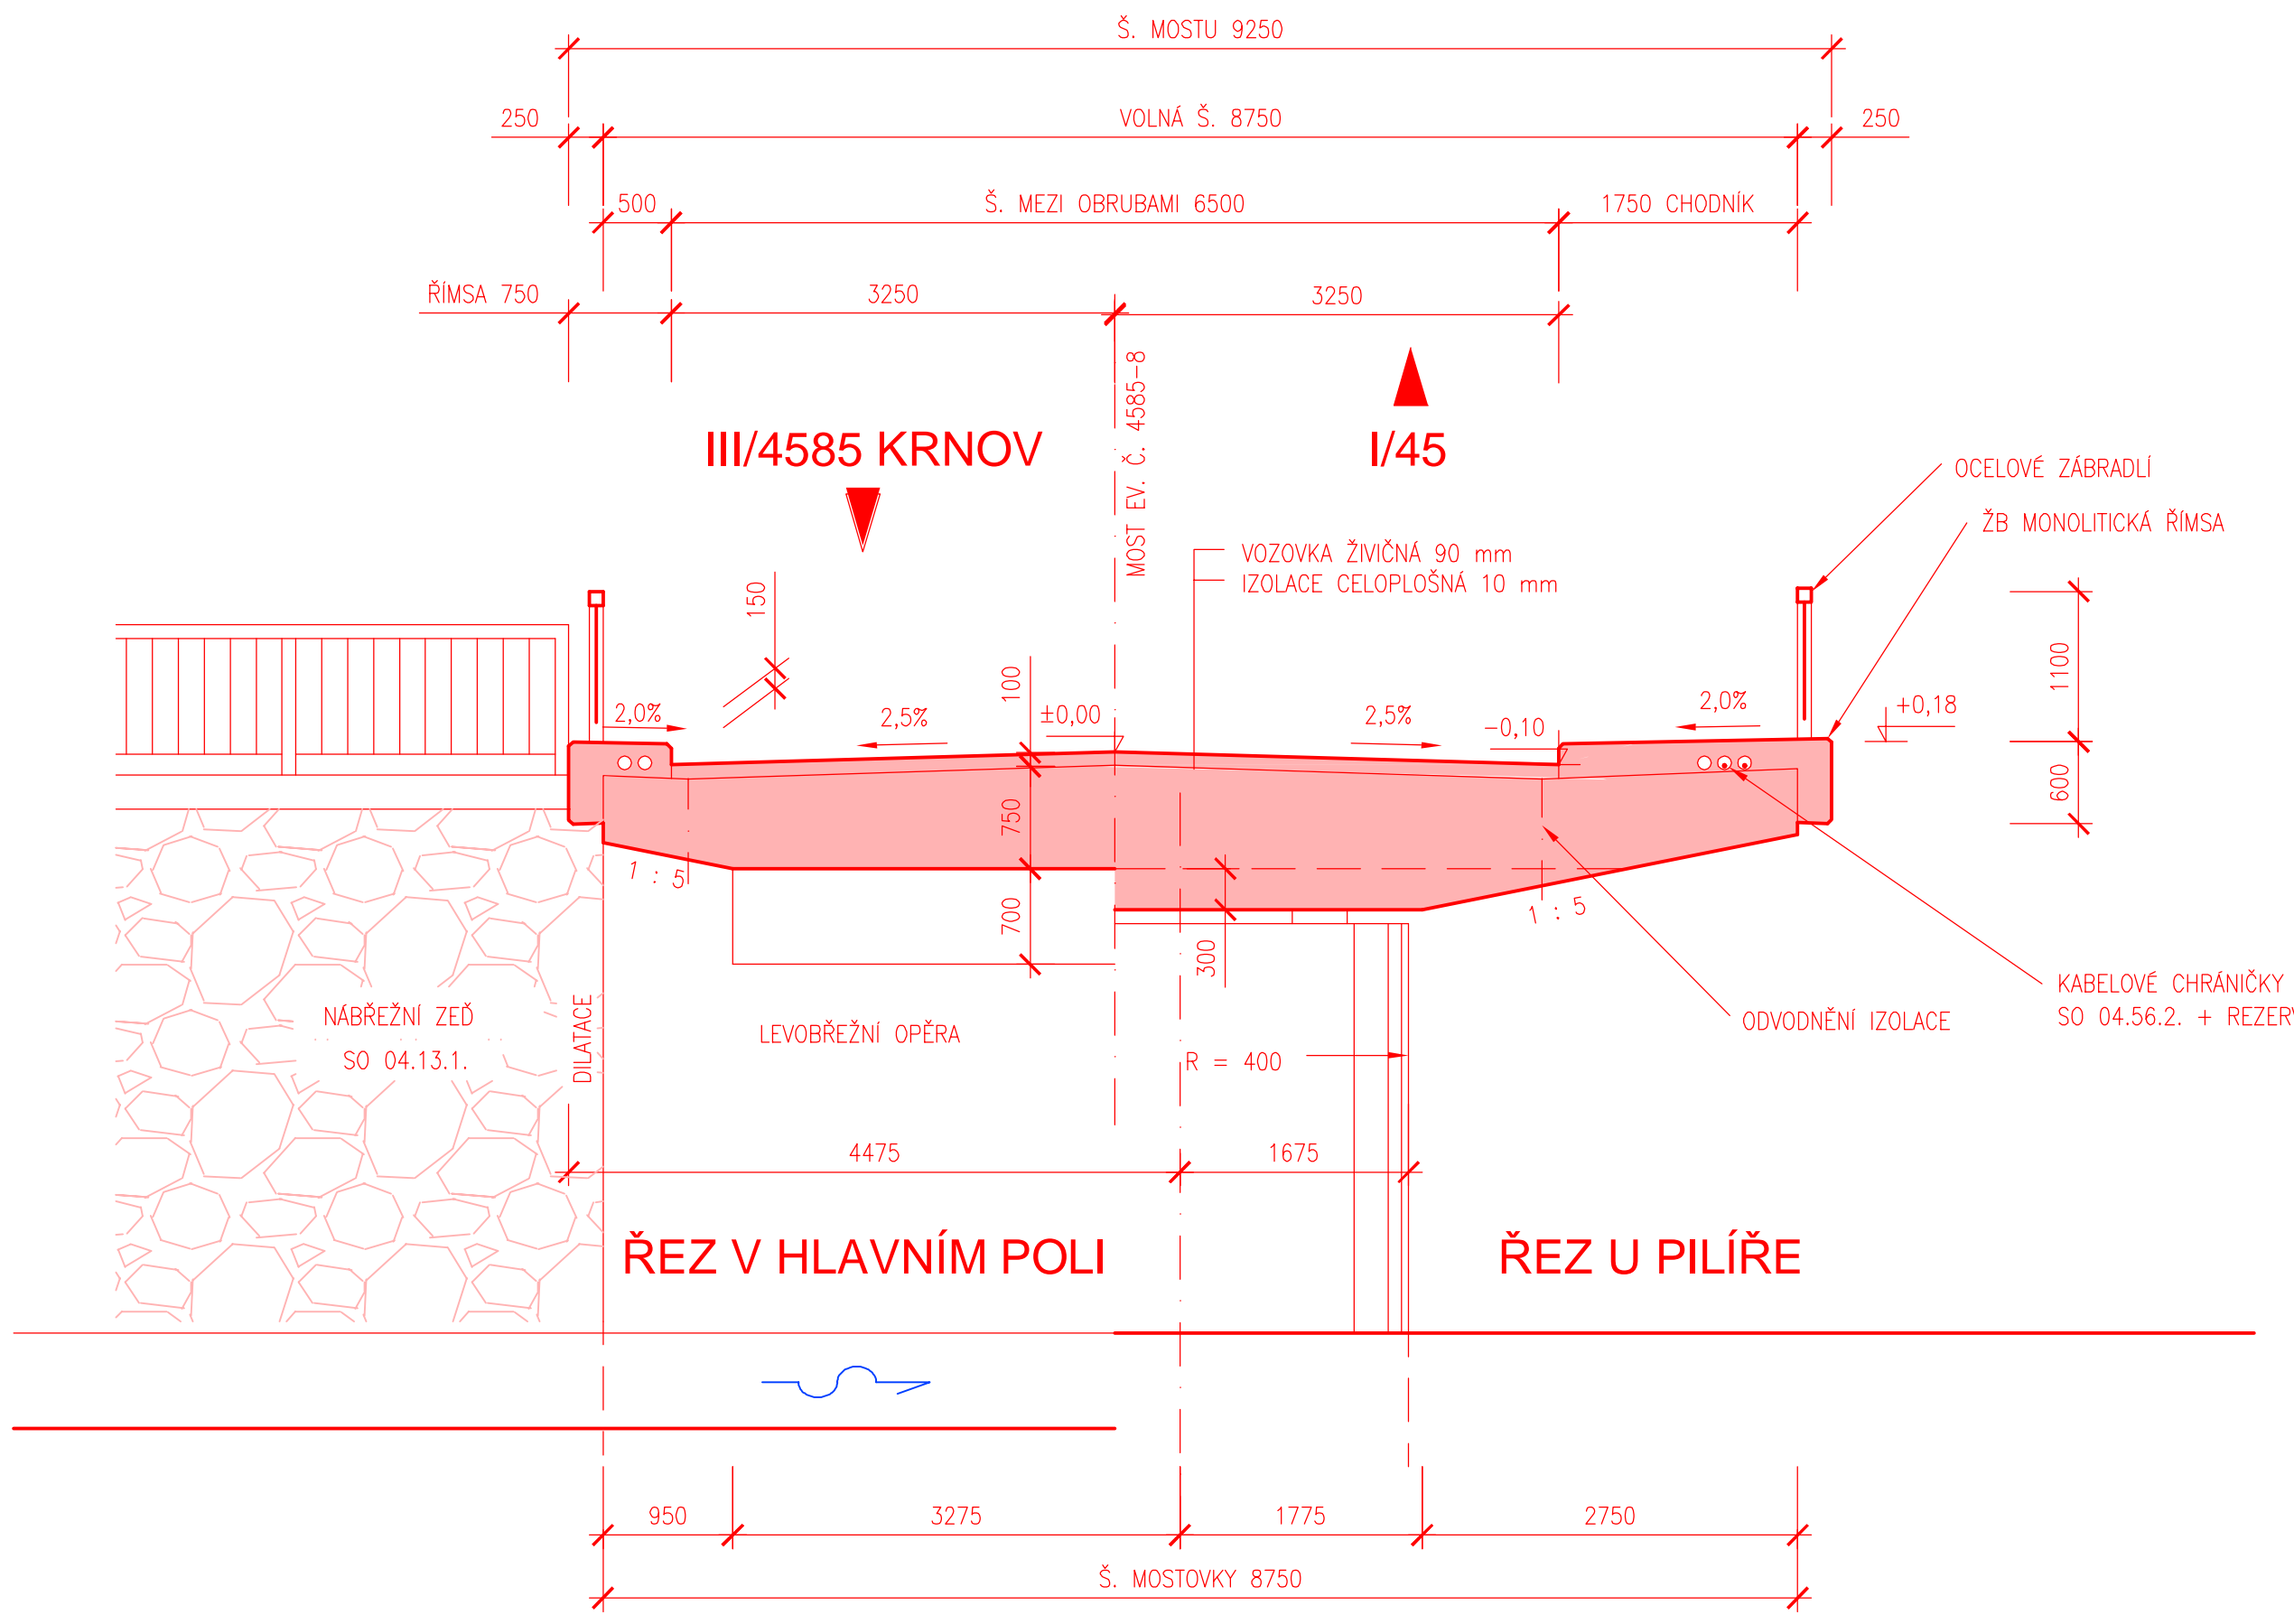 Š. MOSTU 9250
250
VOLNÁ Š. 8750
250
500
Š. MEZI OBRUBAMI 6500
1750 CHODNÍK
ŘÍMSA 750
3250
3250
MOST EV. Č. 4585-8
III/4585 KRNOV
I/45
OCELOVÉ ZÁBRADLÍ
ŽB MONOLITICKÁ ŘÍMSA
VOZOVKA ŽIVIČNÁ 90 mm
IZOLACE CELOPLOŠNÁ 10 mm
150
100
1100
2,0%
2,5%
±0,00
2,5%
-0,10
2,0%
+0,18
750
600
1 : 5
700
300
1 : 5
KABELOVÉ CHRÁNIČKY
SO 04.56.2. +
ODVODNĚNÍ IZOLACE
NÁBŘEŽNÍ ZEĎ
SO 04.13.1.
DILATACE
LEVOBŘEŽNÍ OPĚRA
R = 400
4475
1675
ŘEZ V HLAVNÍM POLI
ŘEZ U PILÍŘE
950
3275
1775
2750
Š. MOSTOVKY 8750